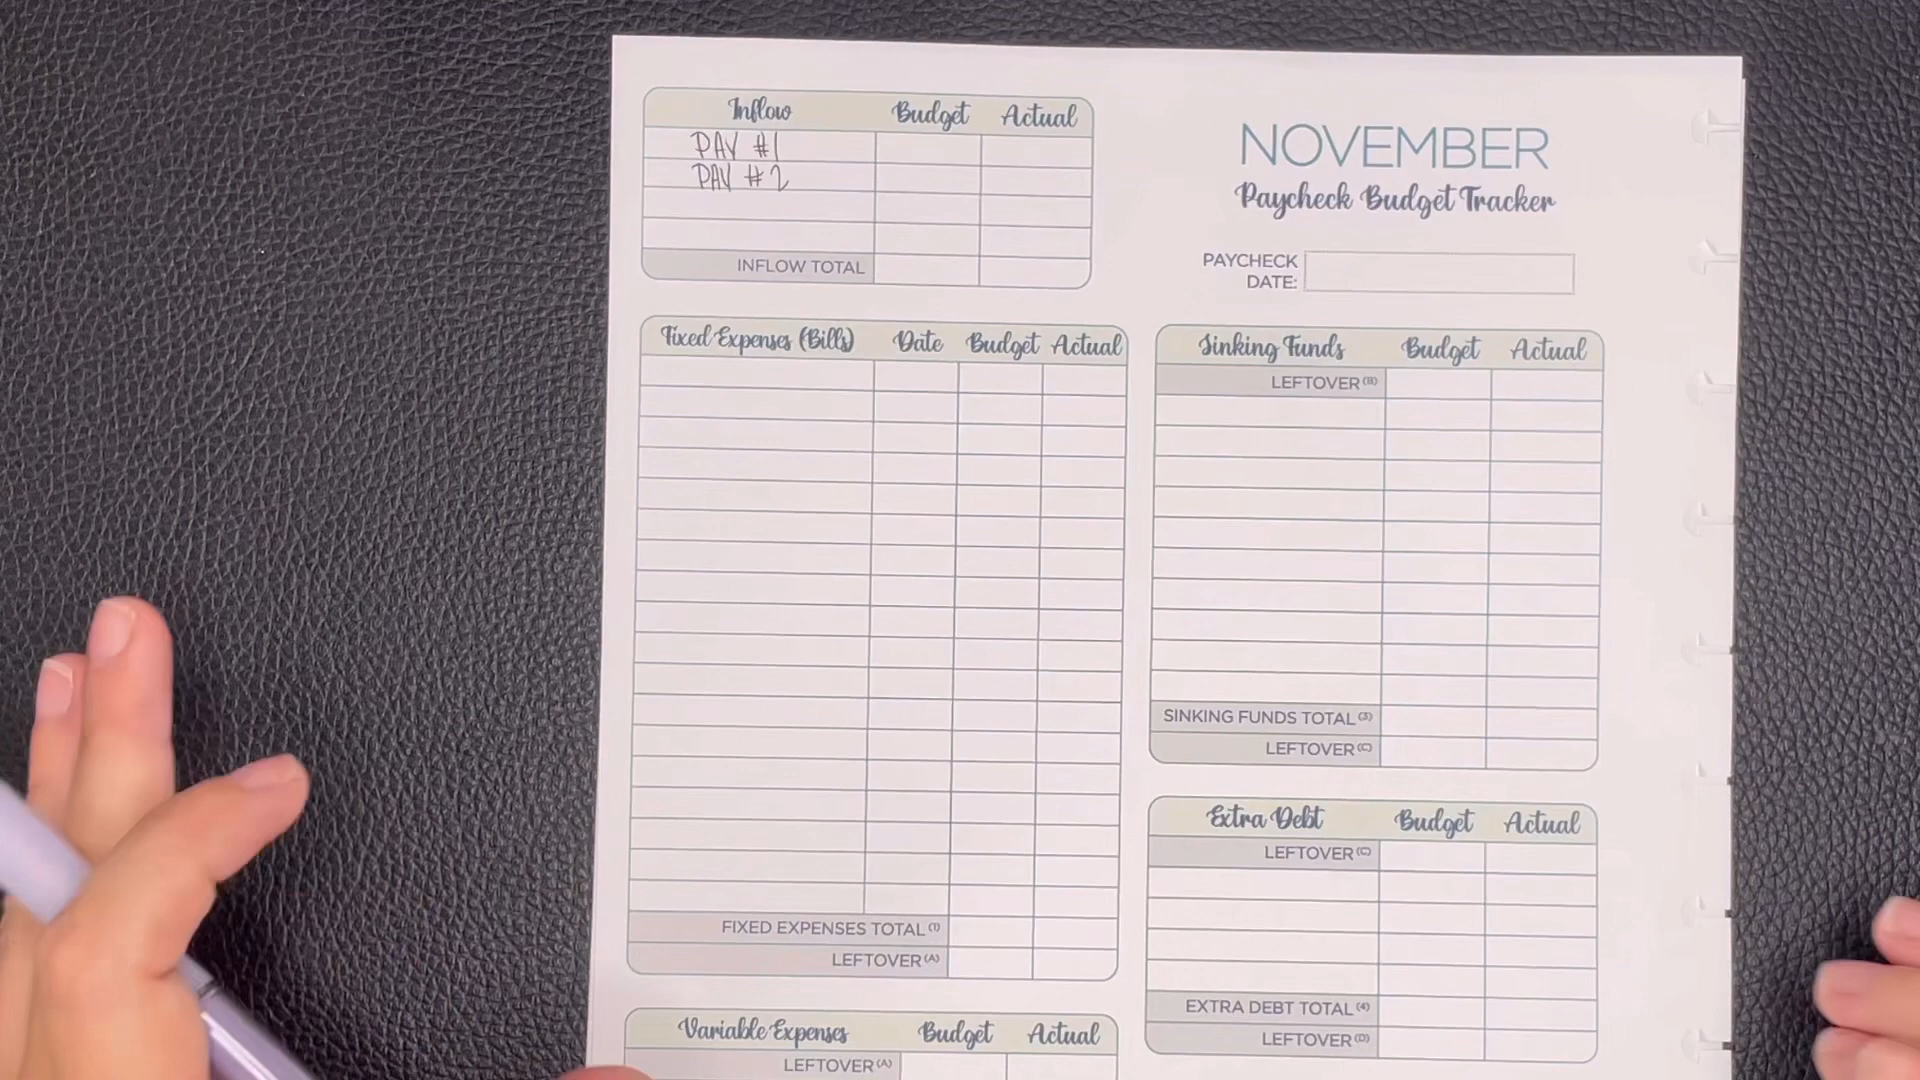 Inflow Budget Actual
PAY #1
PAY #2
INFLOW TOTAL
NOVEMBER
Paycheck Budget Tracker
PAYCHECK
DATE:
Fixed Expenses (Bills) Date Budget Actual
FIXED EXPENSES TOTAL (1)
LEFTOVER (A)
Variable Expenses Budget Actual
LEFTOVER (A)
Sinking Funds Budget Actual
LEFTOVER (B)
SINKING FUNDS TOTAL (3)
LEFTOVER (C)
Extra Debt Budget Actual
LEFTOVER (C)
EXTRA DEBT TOTAL (4)
LEFTOVER (D)